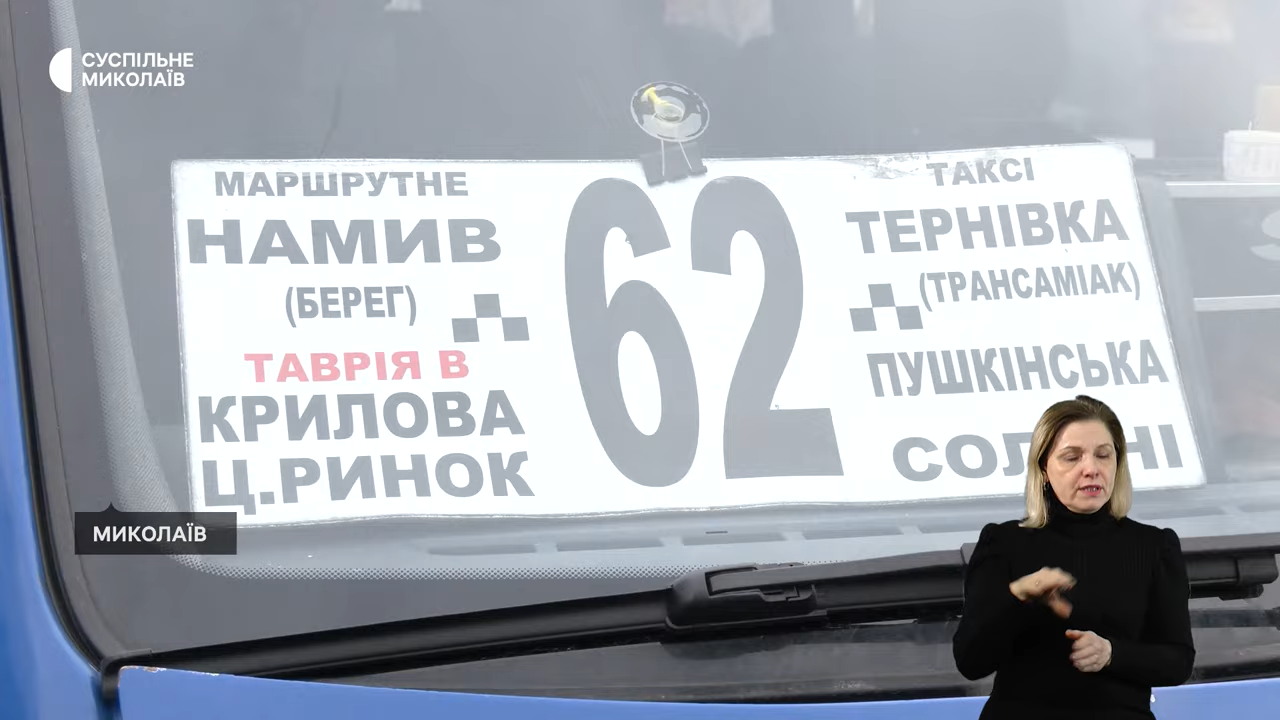 СУСПІЛЬНЕ
МИКОЛАЇВ
МАРШРУТНЕ
НАМИВ
(БЕРЕГ)
ТАВРІЯ В
КРИЛОВА
Ц.РИНОК
62
ТАКСІ
ТЕРНІВКА
(ТРАНСАМІАК)
ПУШКІНСЬКА
МИКОЛАЇВ